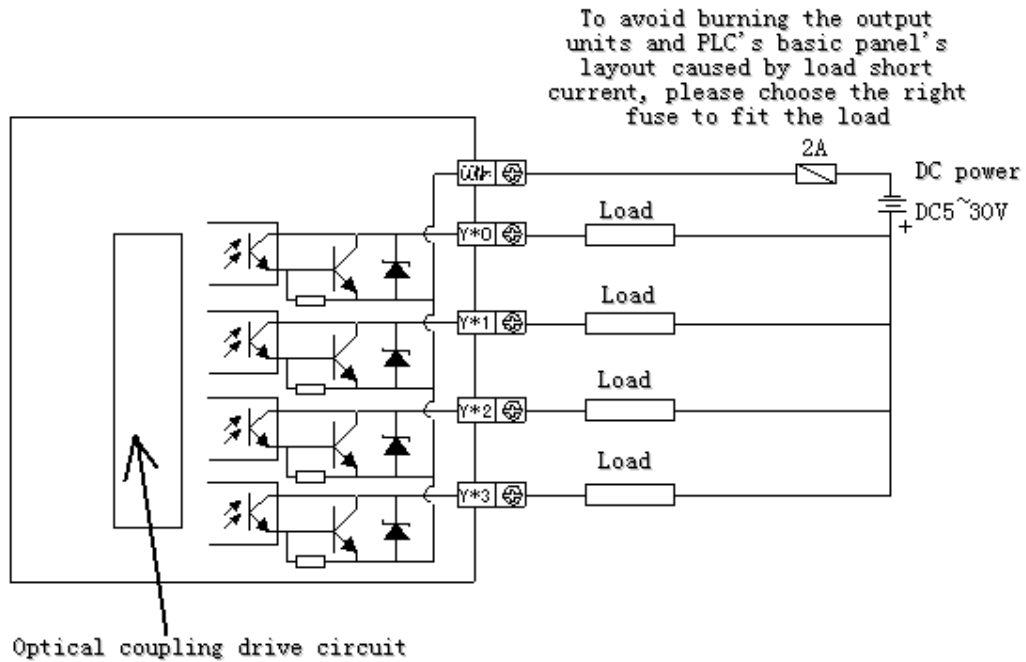 To avoid burning the output
units and PLC's basic panel's
layout caused by load short
current, please choose the right
fuse to fit the load
2A
DC power
DC5~30V
+
Load
Y*0
Load
Y*1
Load
Y*2
Load
Y*3
Optical coupling drive circuit